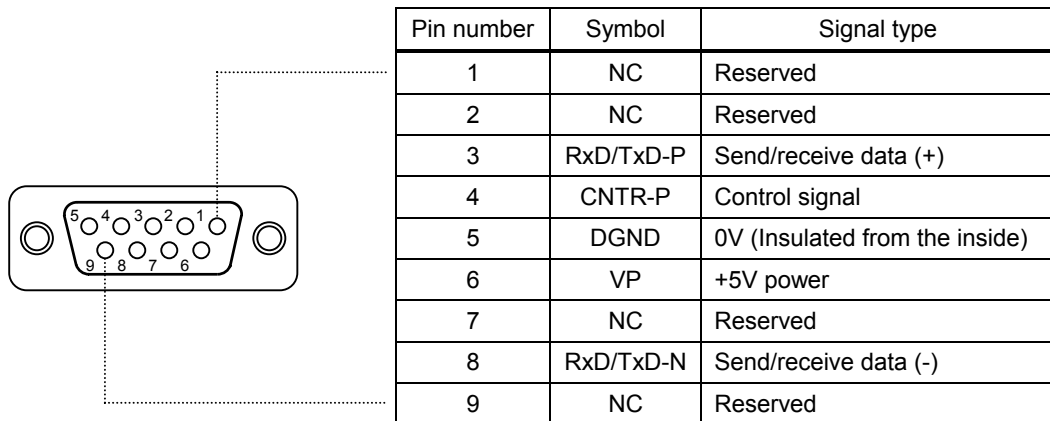 Pin number Symbol Signal type
1 NC Reserved
2 NC Reserved
3 RxD/TxD-P Send/receive data (+)
4 CNTR-P Control signal
5 DGND 0V (Insulated from the inside)
6 VP +5V power
7 NC Reserved
8 RxD/TxD-N Send/receive data (-)
9 NC Reserved
5 4 3 2 1
9 8 7 6